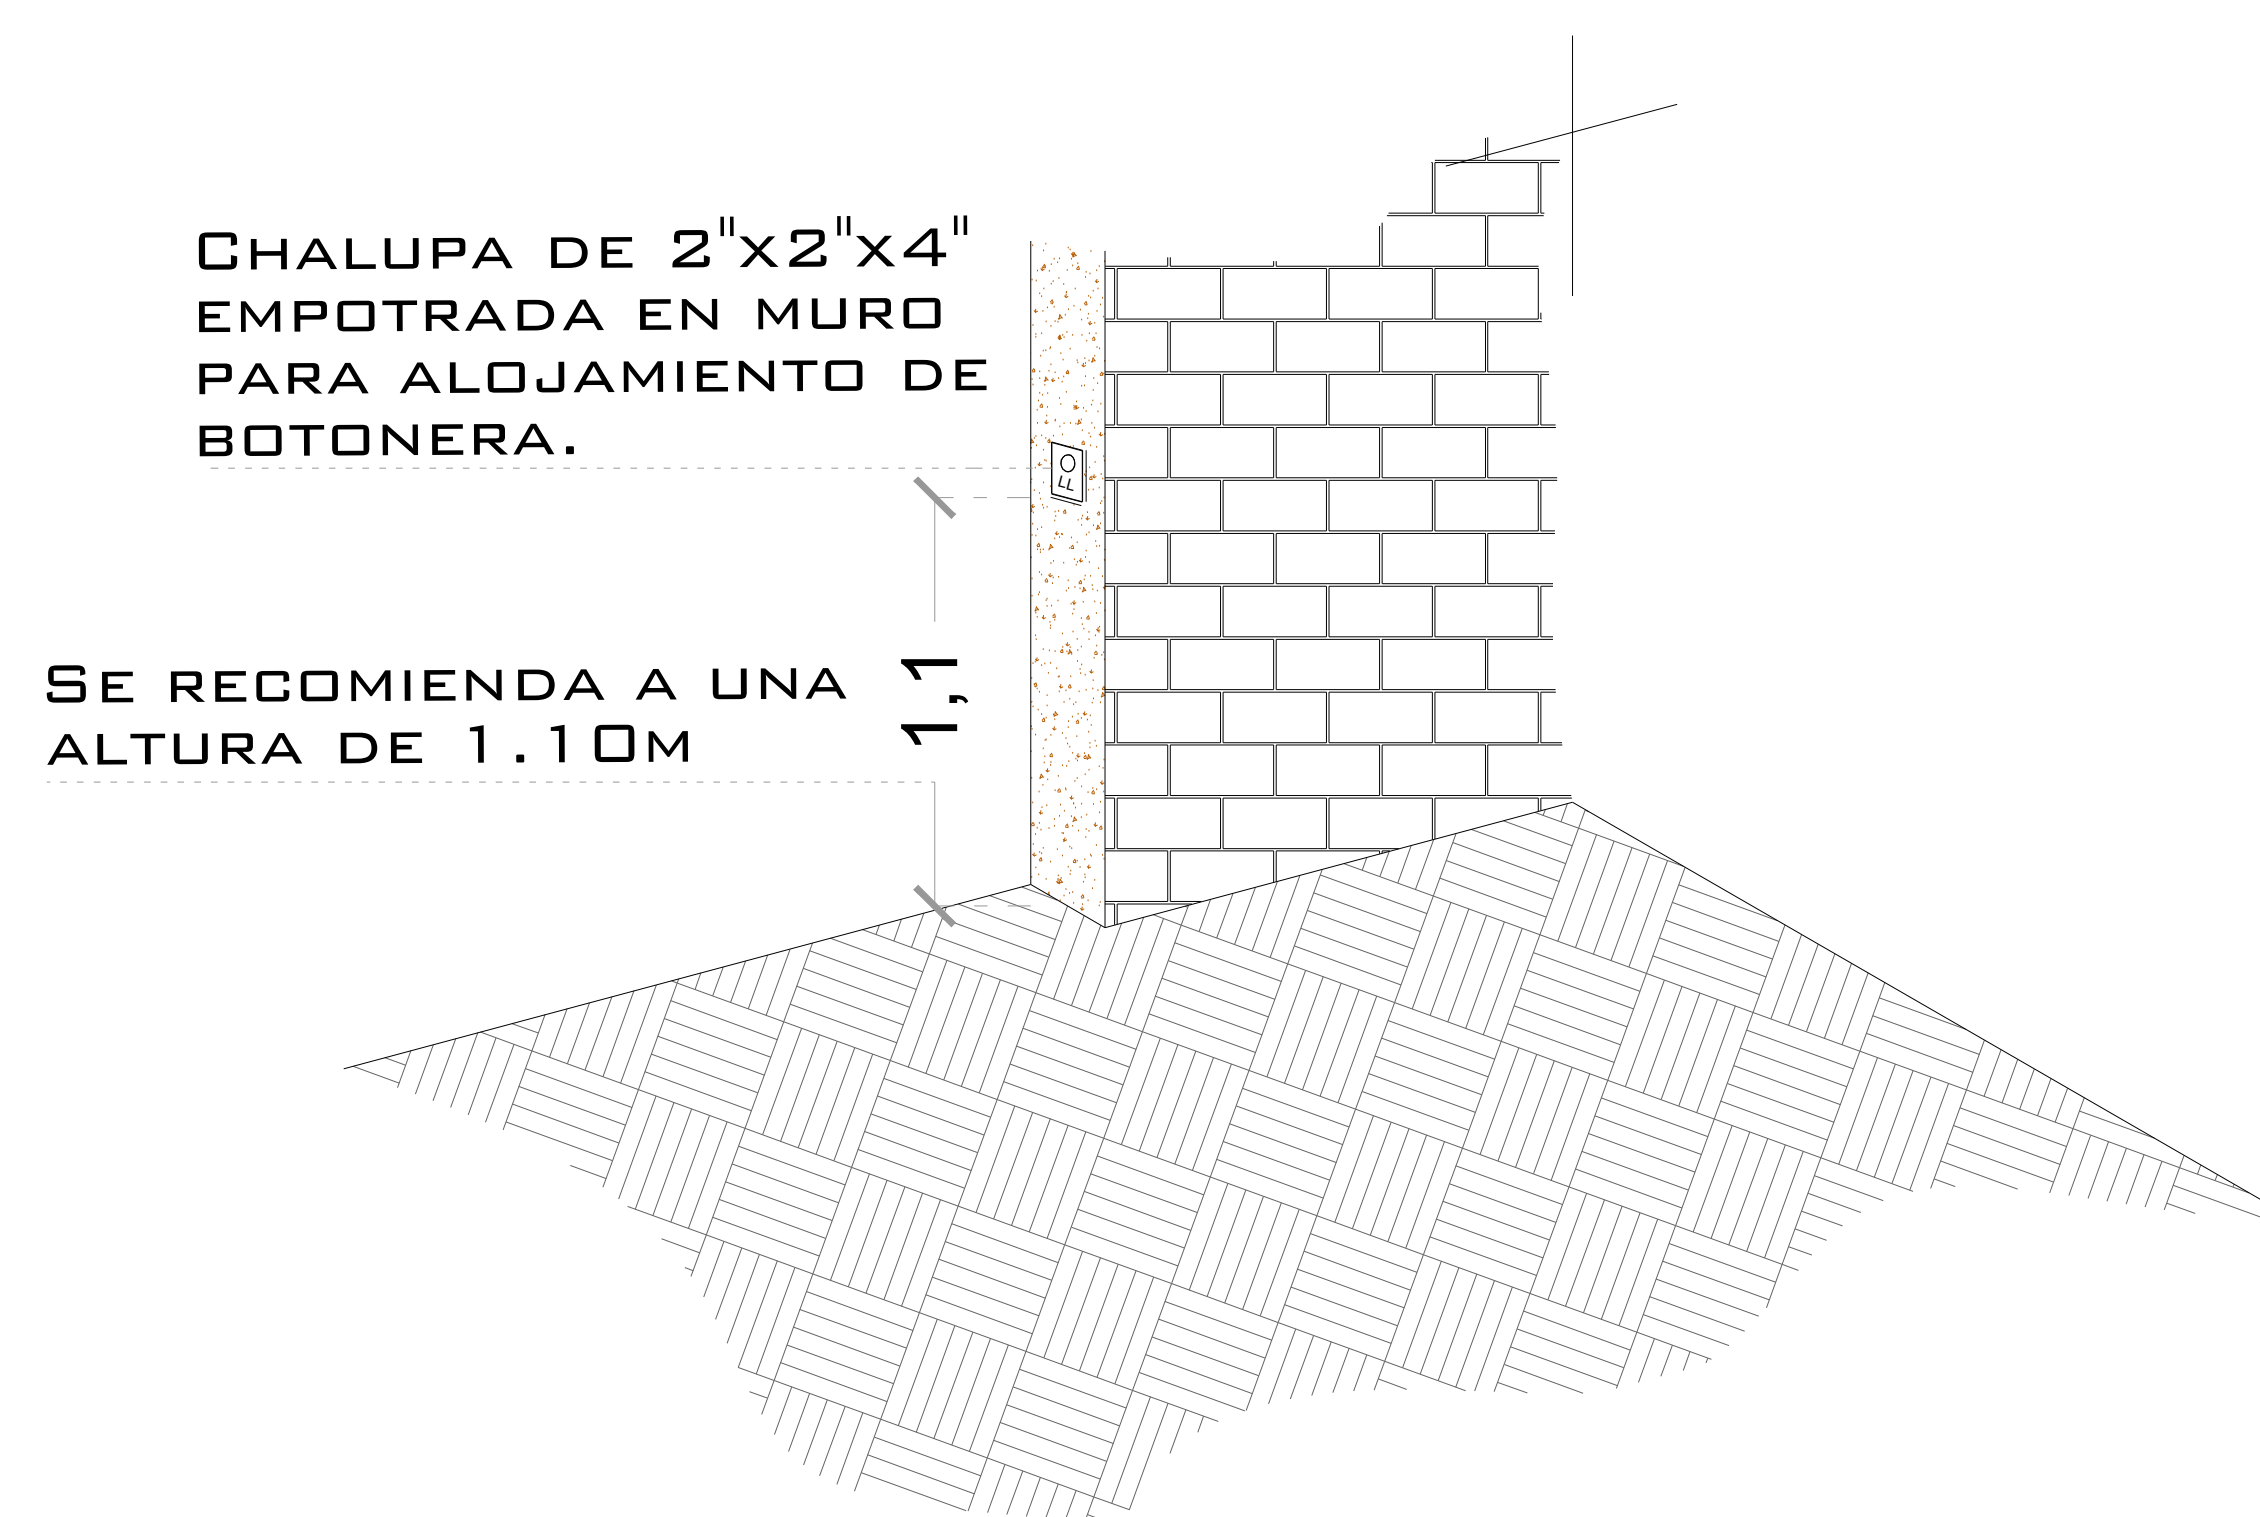 CHALUPA DE 2"X2"X4"
EMPOTRADA EN MURO
PARA ALOJAMIENTO DE
BOTONERA.
OFF
SE RECOMIENDA A UNA
ALTURA DE 1.10M
1,1